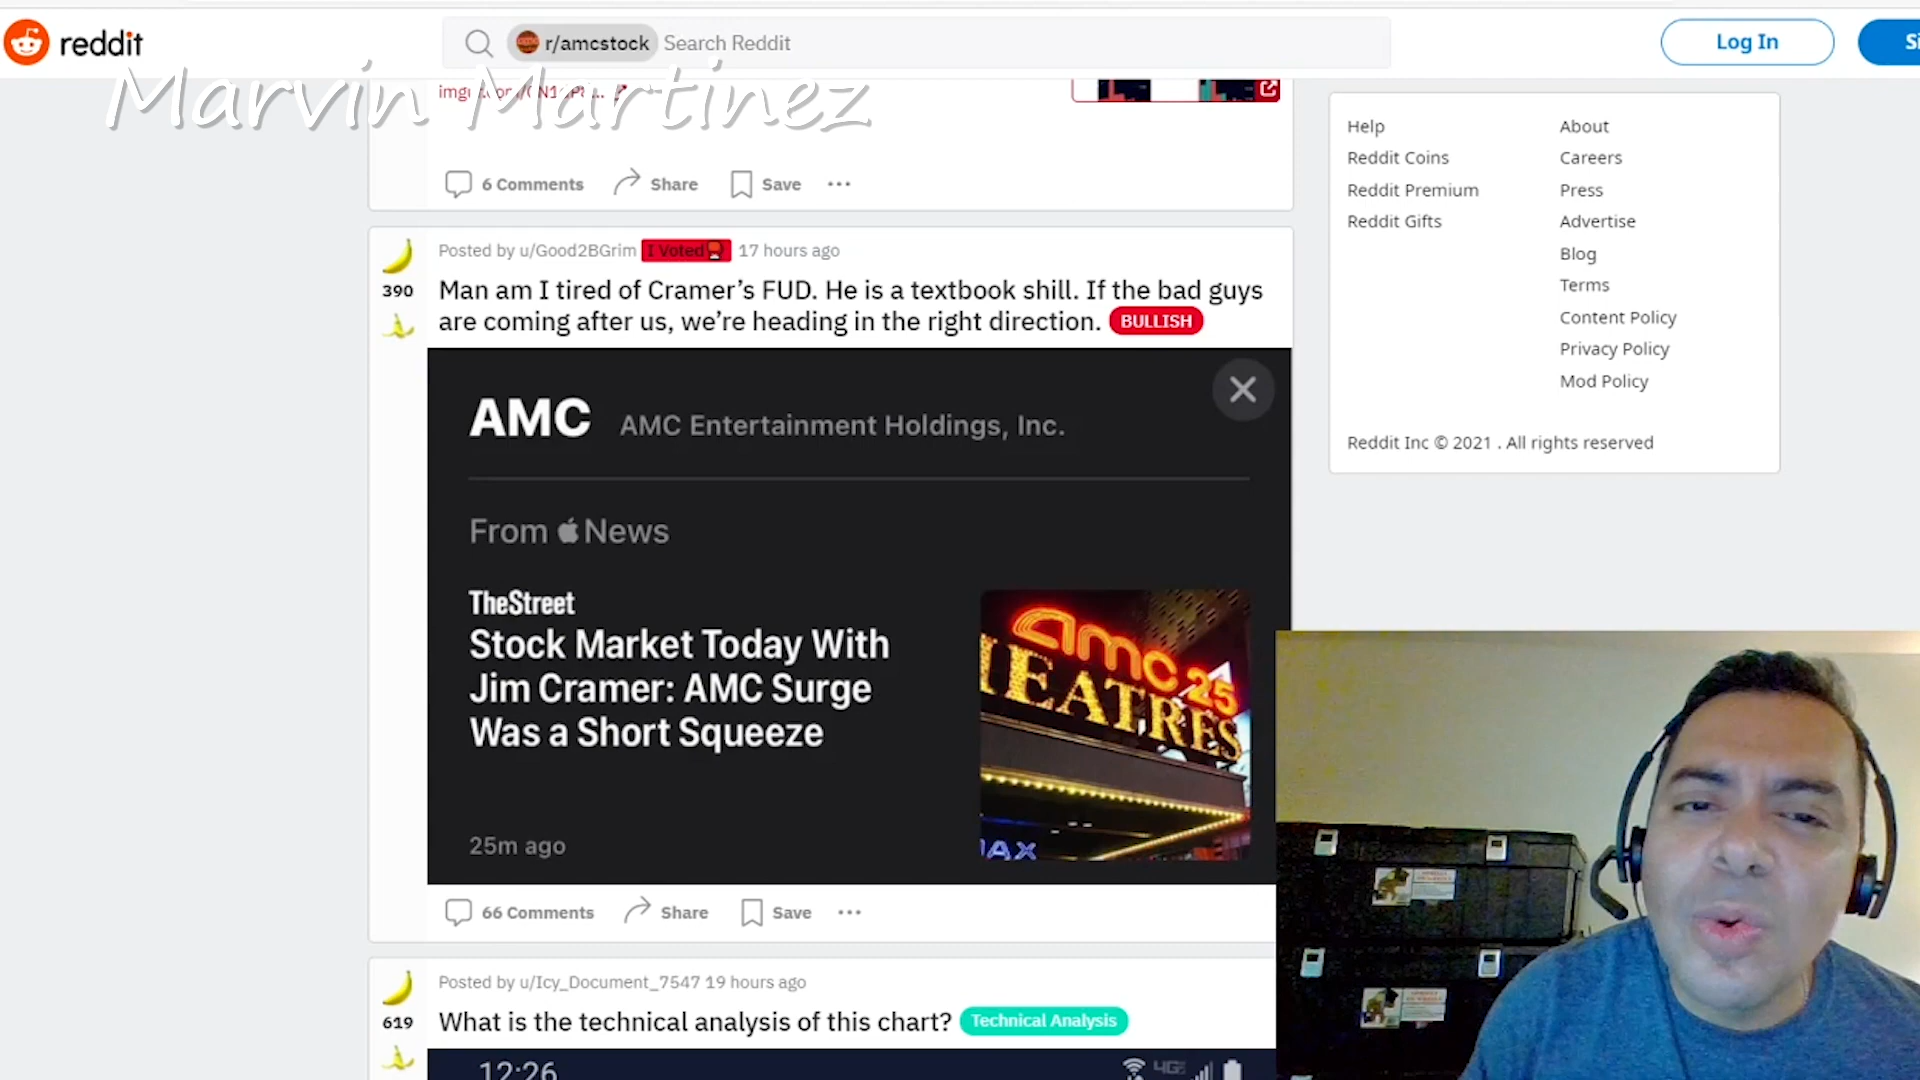 reddit
r/amcstock Search Reddit
Log In
Marvin Martinez
6 Comments Share Save
Help
Reddit Coins
Reddit Premium
Reddit Gifts
About
Careers
Press
Advertise
Blog
Terms
Content Policy
Privacy Policy
Mod Policy
Reddit Inc © 2021 . All rights reserved
390
Posted by u/Good2BGrim I Voted 17 hours ago
Man am I tired of Cramer’s FUD. He is a textbook shill. If the bad guys
are coming after us, we’re heading in the right direction. BULLISH
AMC AMC Entertainment Holdings, Inc.
From News
TheStreet
Stock Market Today With
Jim Cramer: AMC Surge
Was a Short Squeeze
25m ago
amc 25
66 Comments Share Save
619
Posted by u/Icy_Document_7547 19 hours ago
What is the technical analysis of this chart? Technical Analysis
12:26